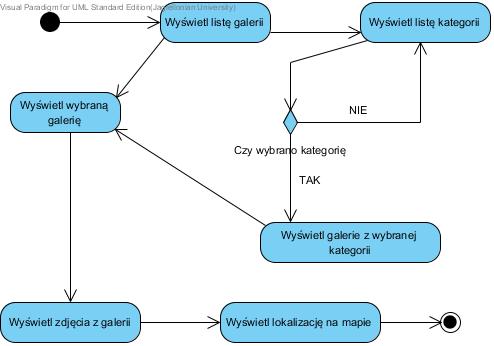 Visual Paradigm for UML Standard Edition(Jagiellonian University)
Wyświetl listę galerii
Wyświetl listę kategorii
Wyświetl wybraną
galerię
NIE
Czy wybrano kategorię
TAK
Wyświetl galerie z wybranej
kategorii
Wyświetl zdjęcia z galerii
Wyświetl lokalizację na mapie